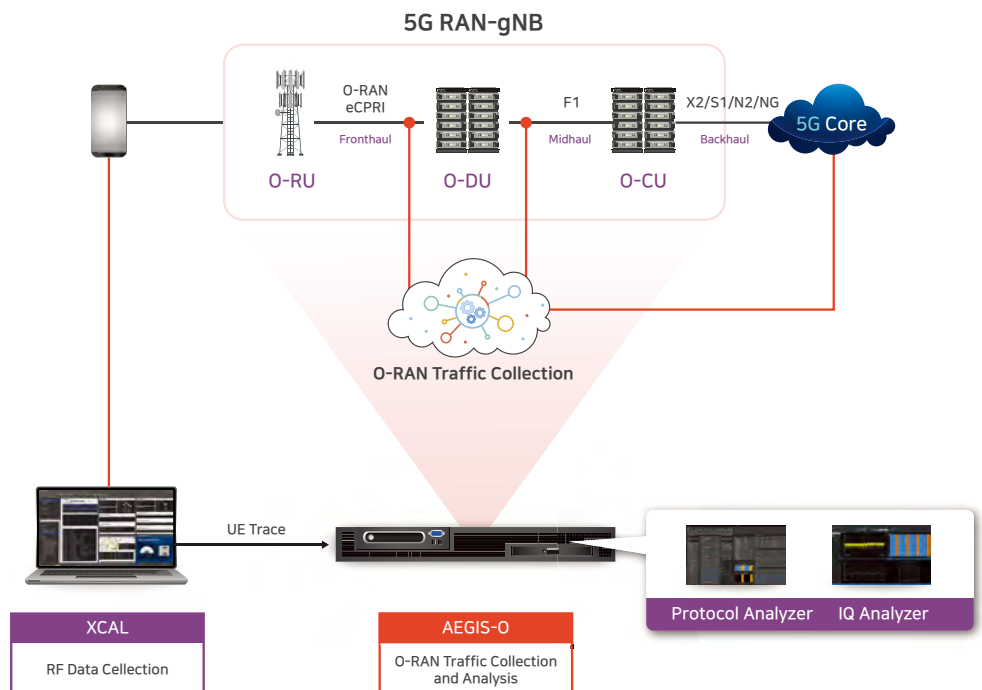 5G RAN-gNB
O-RAN
eCPRI
F1
X2/S1/N2/NG
5G Core
Fronthaul
Midhaul
Backhaul
O-RU
O-DU
O-CU
O-RAN Traffic Collection
UE Trace
Protocol Analyzer
IQ Analyzer
XCAL
RF Data Cellection
AEGIS-O
O-RAN Traffic Collection
and Analysis